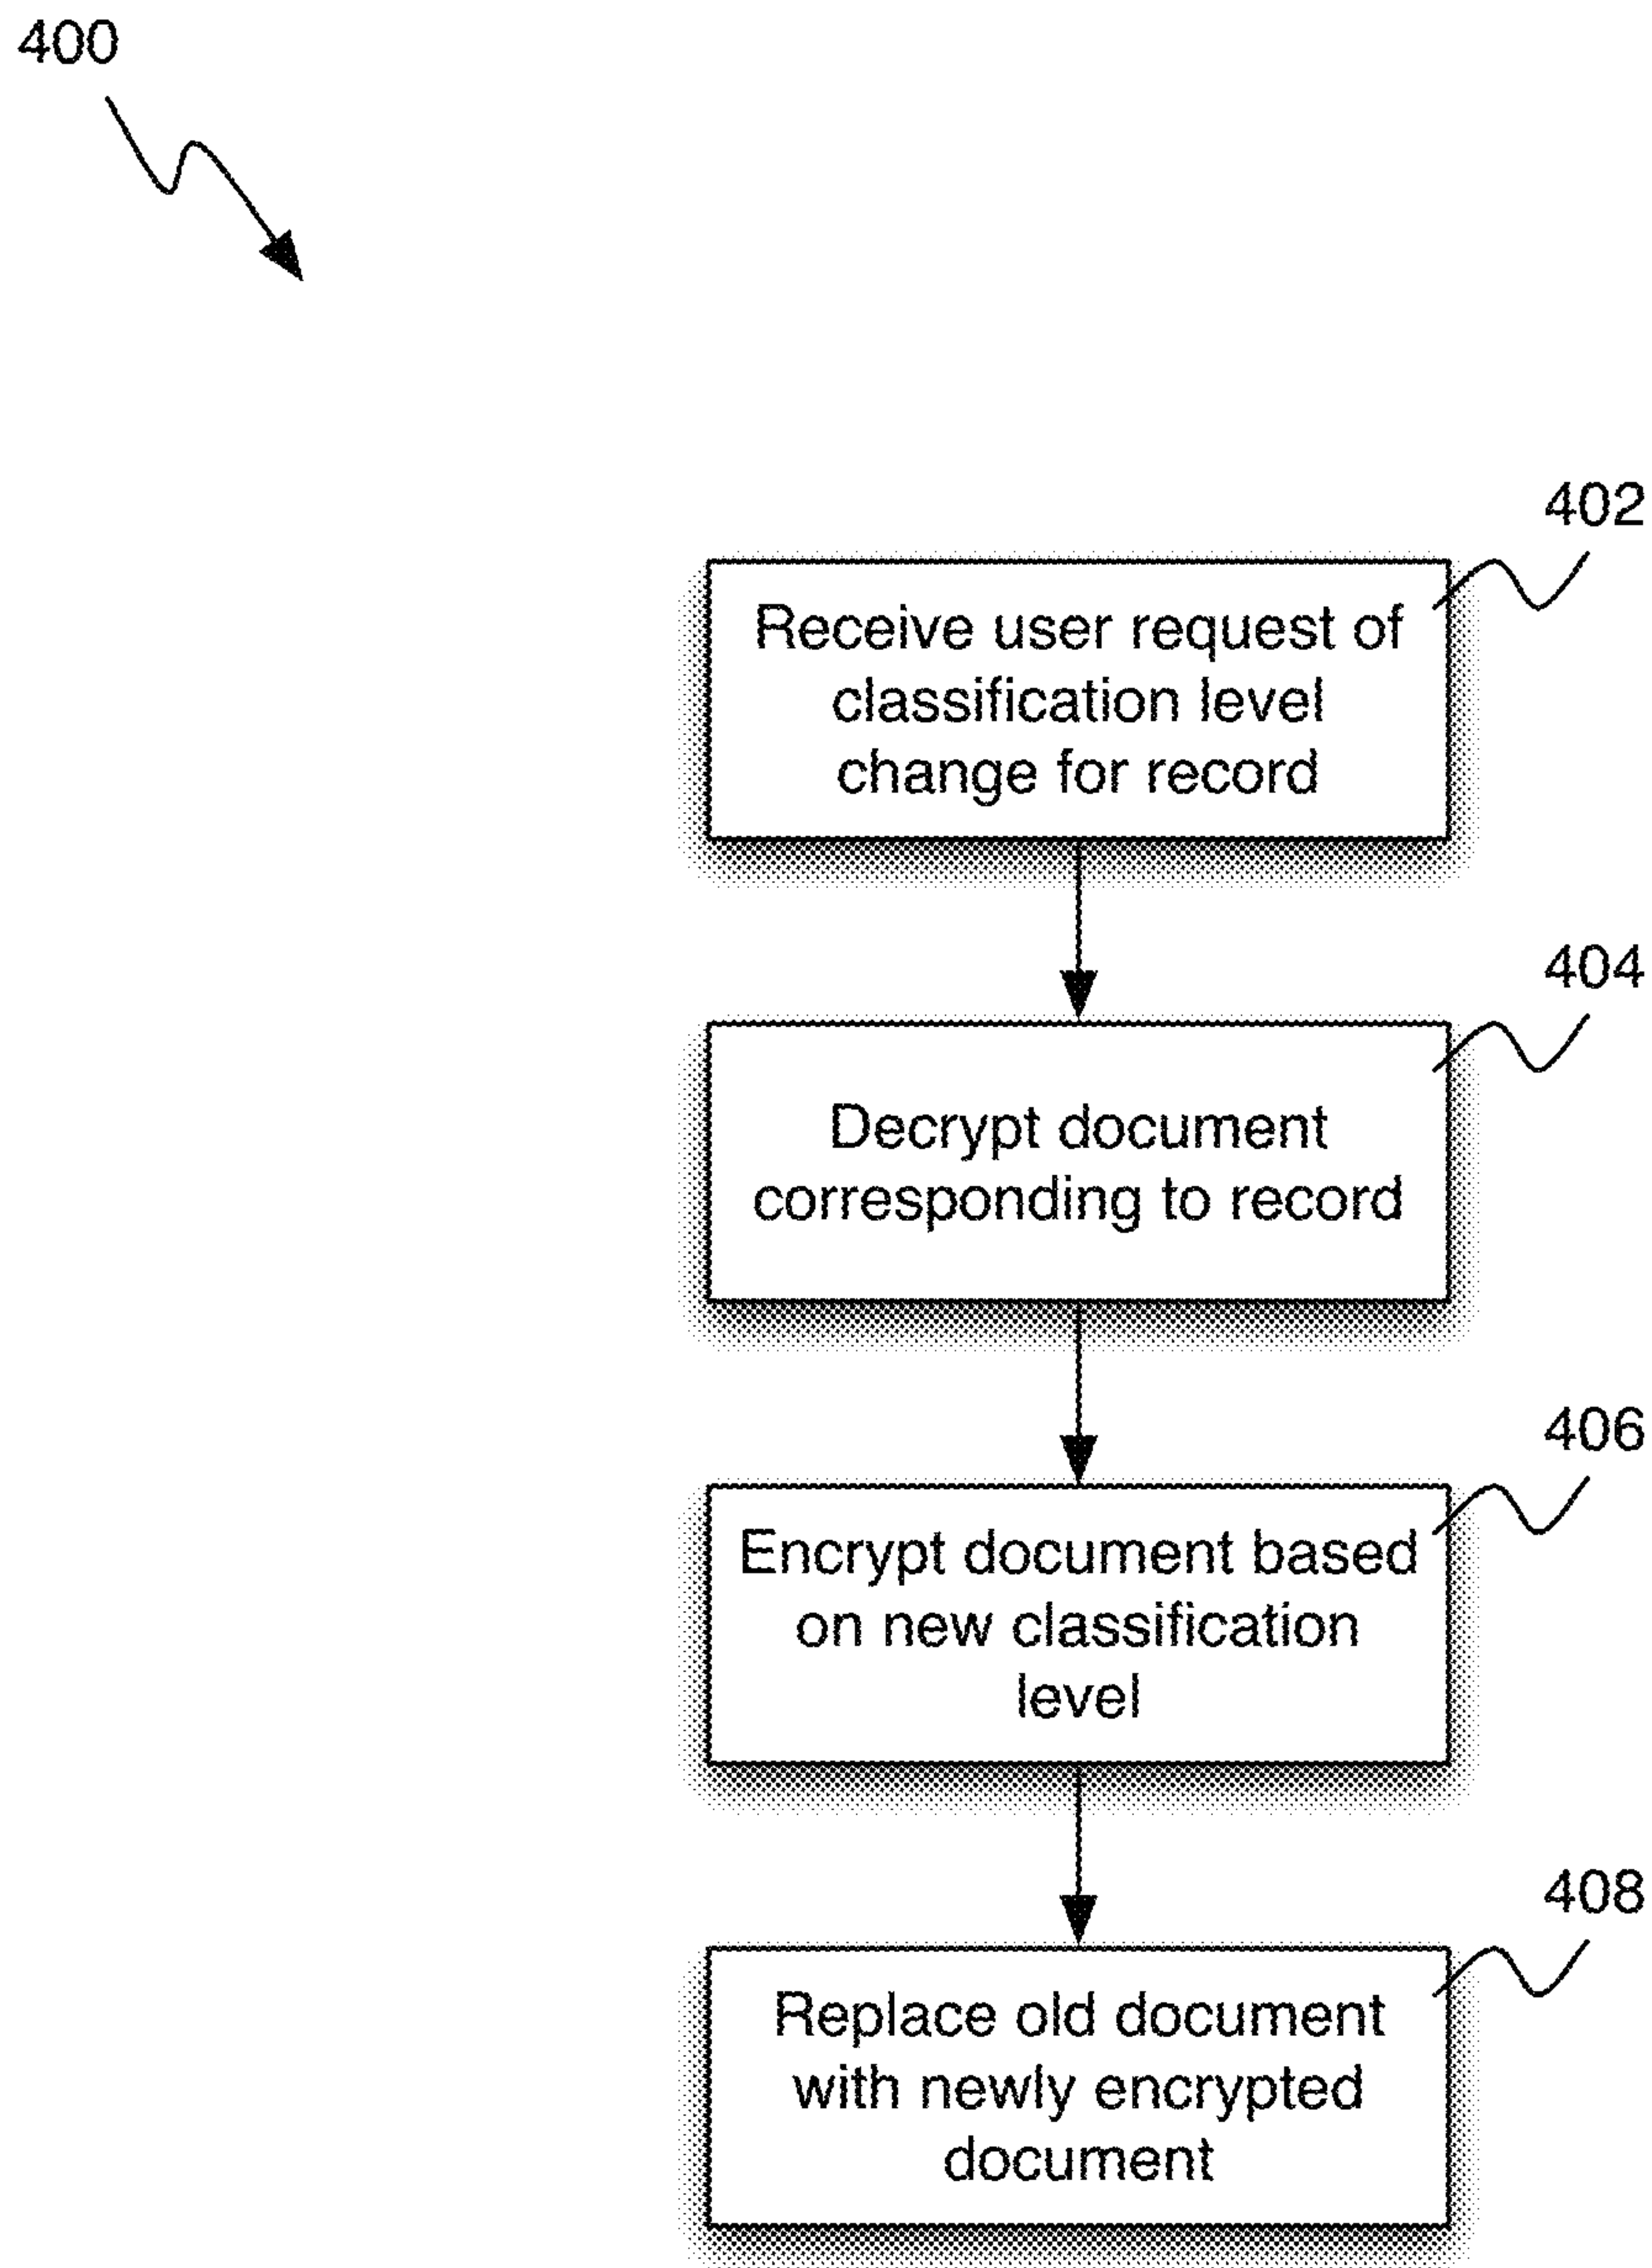 400
402
Receive user request of
classification level
change for record
404
Decrypt document
corresponding to record
406
Encrypt document based
on new classification
level
408
Replace old document
with newly encrypted
document